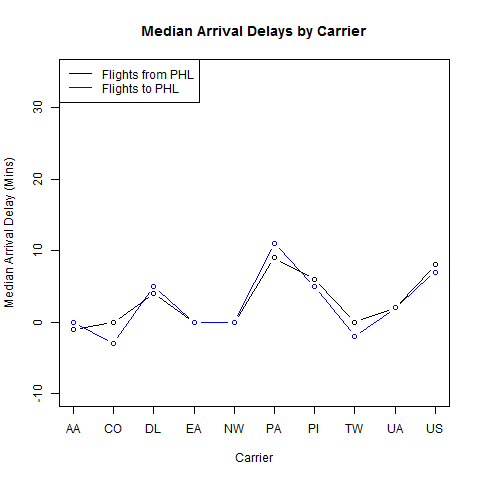 Median Arrival Delays by Carrier
Flights from PHL
Flights to PHL
Median Arrival Delay (Mins)
30
20
10
0
-10
AA CO DL EA NW PA PI TW UA US
Carrier